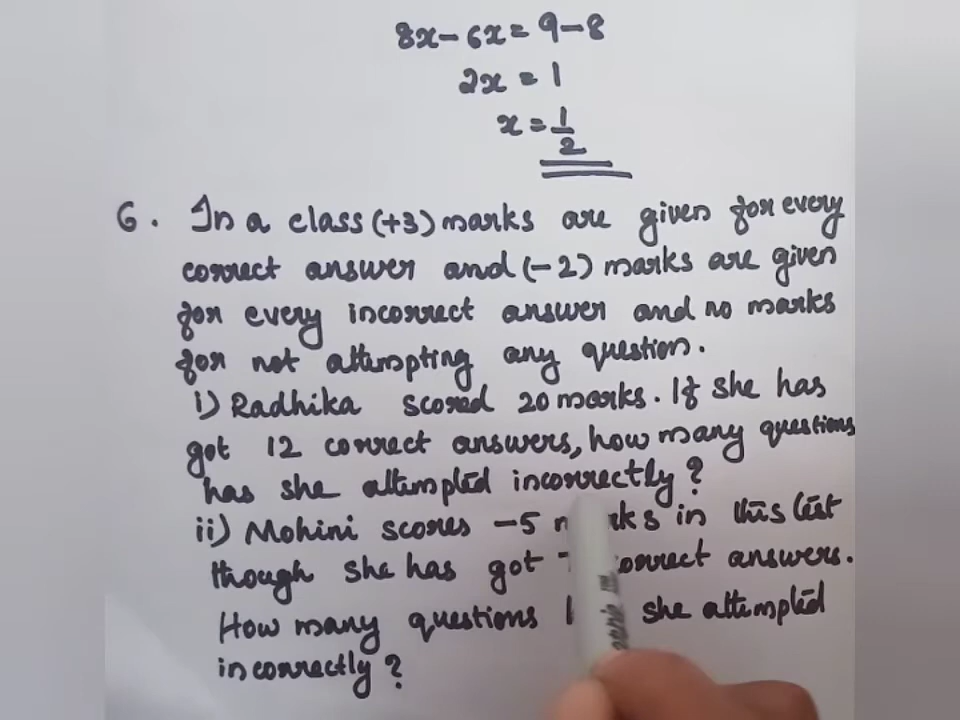 8x - 6x = 9 - 8
2x = 1
x = 1/2
6. In a class (+3) marks are given for every
correct answer and (-2) marks are given
for every incorrect answer and no marks
for not attempting any question.
i) Radhika scored 20 marks. If she has
got 12 correct answers, how many questions
has she attempted incorrectly?
ii) Mohini scores -5 in this test
though she has got correct answers.
How many questions she attempted
incorrectly?